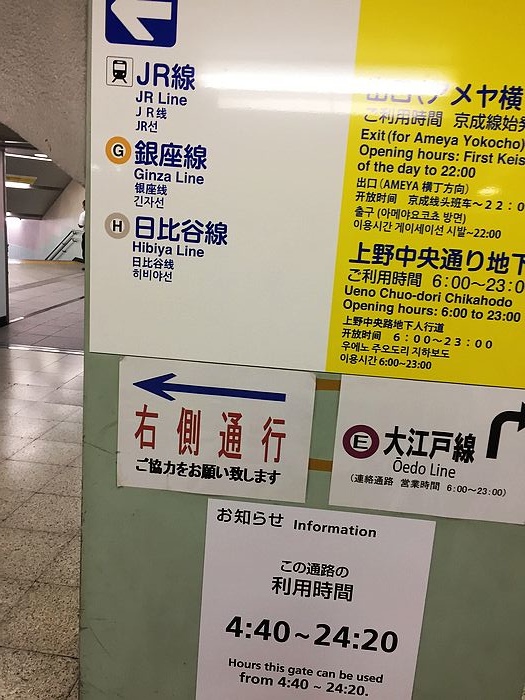 JR線
JR Line
JR线
JR선
G 銀座線
Ginza Line
银座线
긴자선
H 日比谷線
Hibiya Line
日比谷线
히비야선
アメヤ横
ご利用時間 京成線始発
Exit (for Ameya Yokocho)
Opening hours: First Keis
of the day to 22:00
出口 (AMEYA 横丁方向)
开放时间 京成线头班车~22:0
출구 (아메야요코쵸 방면)
이용시간 게이세이선 시발~22:00
上野中央通り地下
ご利用時間 6:00~23:0
Ueno Chuo-dori Chikahodo
Opening hours: 6:00 to 23:00
上野中央路地下人行道
开放时间 6:00~23:00
우에노 주오도리 지하보도
이용시간 6:00~23:00
右側通行
ご協力をお願い致します
E 大江戸線
Ōedo Line
(連絡通路 営業時間 6:00~23:00)
お知らせ Information
この通路の
利用時間
4:40~24:20
Hours this gate can be used
from 4:40 ~ 24:20.